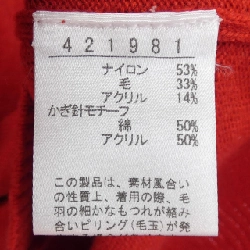 421981
ナイロン 53%
毛 33%
アクリル 14%
かぎ針モチーフ
綿 50%
アクリル 50%
この製品は、素材風合い
の性質上、着用の際、毛
羽の細かなもつれが絡み
合いピリング(毛玉)が発